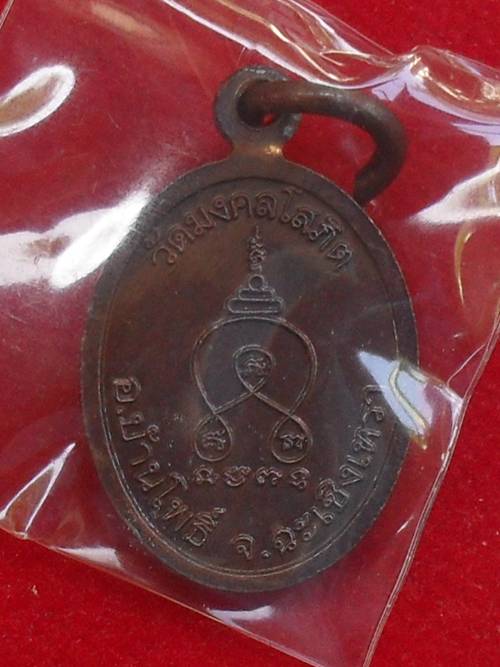 วัดมงคลโสภิต
อ.บ้านโพธิ์ จ.ฉะเชิงเทรา